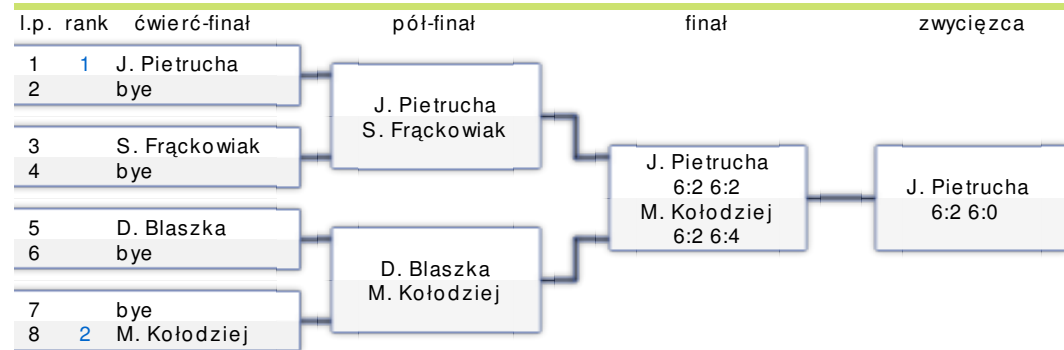 l.p. rank ćwierć-finał pół-finał finał zwycięzca
1 1 J. Pietrucha
2 bye
3 S. Frąckowiak
4 bye
5 D. Blaszka
6 bye
7 bye
8 2 M. Kołodziej
J. Pietrucha
S. Frąckowiak
D. Blaszka
M. Kołodziej
J. Pietrucha
6:2 6:2
M. Kołodziej
6:2 6:4
J. Pietrucha
6:2 6:0